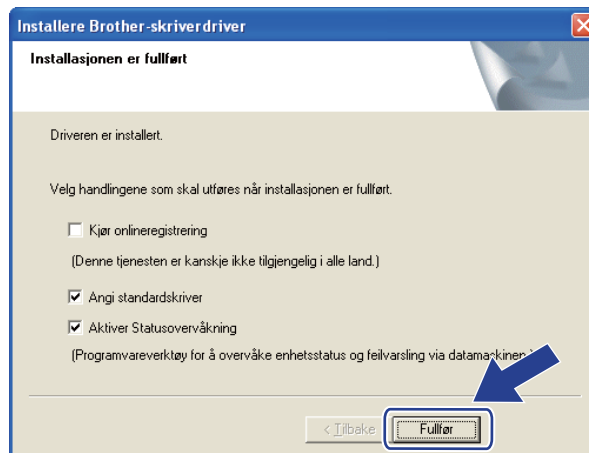 Installere Brother-skriverdriver
Installasjonen er fullført
Driveren er installert.
Velg handlingene som skal utføres når installasjonen er fullført.
Kjør onlineregistrering
(Denne tjenesten er kanskje ikke tilgjengelig i alle land.)
Angi standardskriver
Aktiver Statusovervåkning
(Programvareverktøy for å overvåke enhetsstatus og feilvarsling via datamaskinen.)
< Tilbake Fullfør